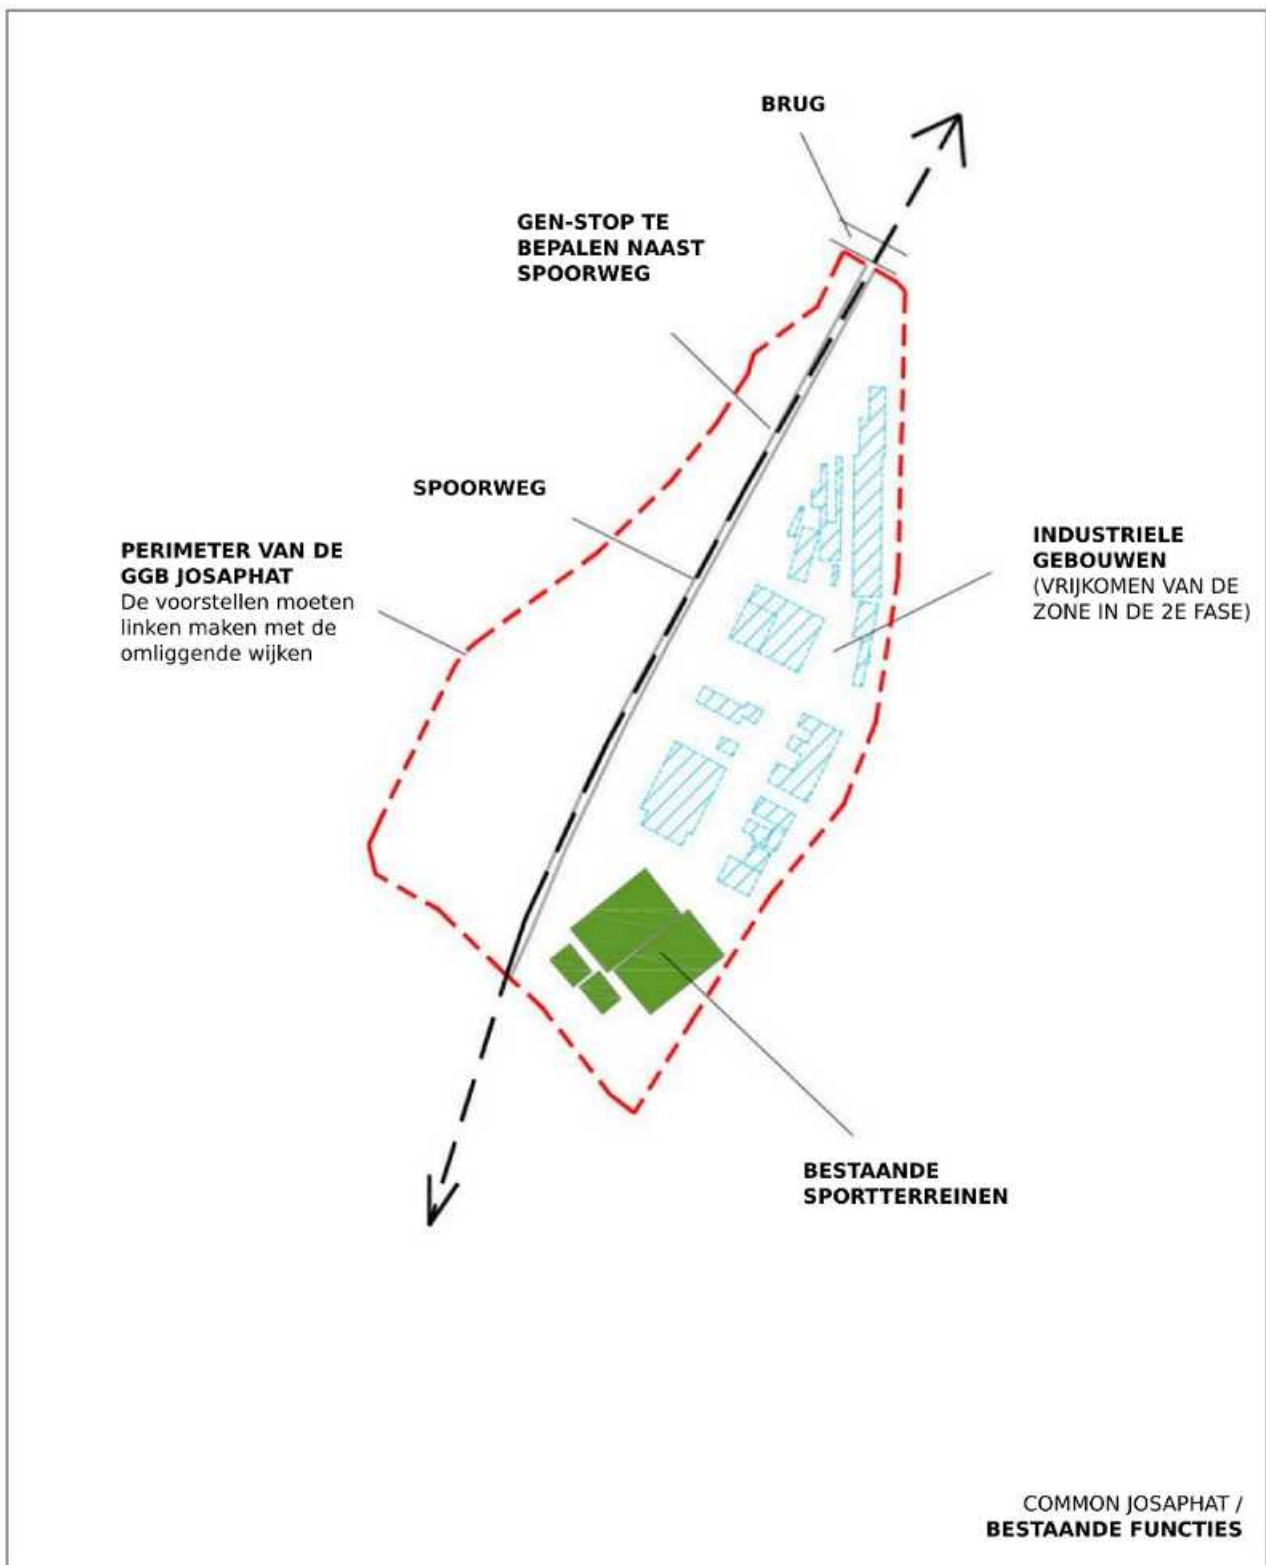 BRUG
GEN-STOP TE
BEPALEN NAAST
SPOORWEG
SPOORWEG
PERIMETER VAN DE
GGB JOSAPHAT
De voorstellen moeten
linken maken met de
omliggende wijken
INDUSTRIELE
GEBOUWEN
(VRIJKOMEN VAN DE
ZONE IN DE 2E FASE)
BESTAANDE
SPORTTERREINEN
COMMON JOSAPHAT /
BESTAANDE FUNCTIES